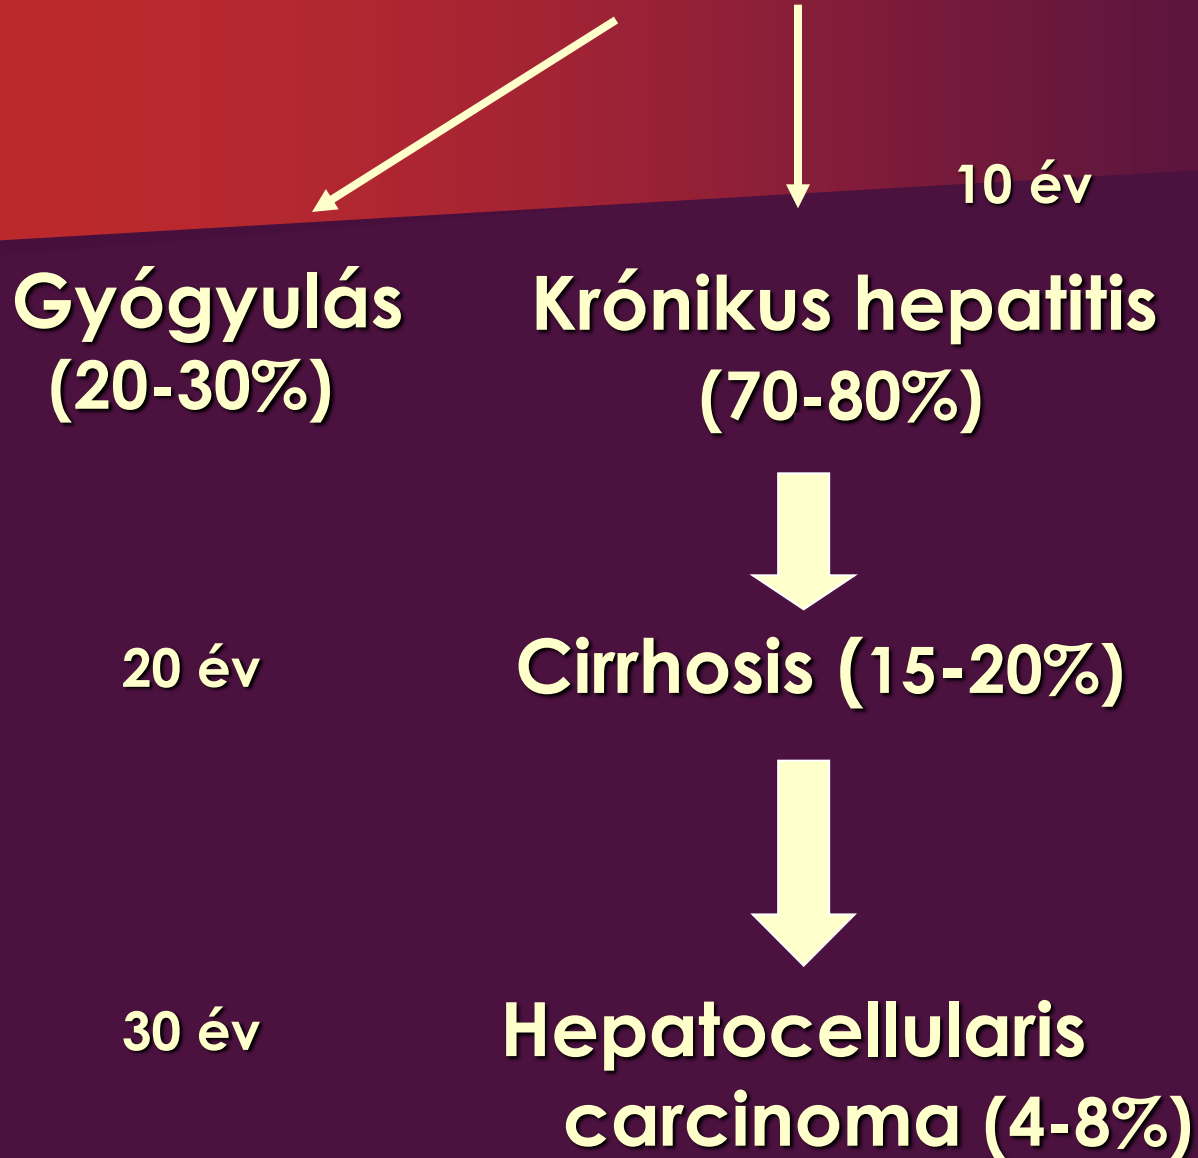 10 év
Gyógyulás
(20-30%)
Krónikus hepatitis
(70-80%)
20 év
Cirrhosis (15-20%)
30 év
Hepatocellularis
carcinoma (4-8%)